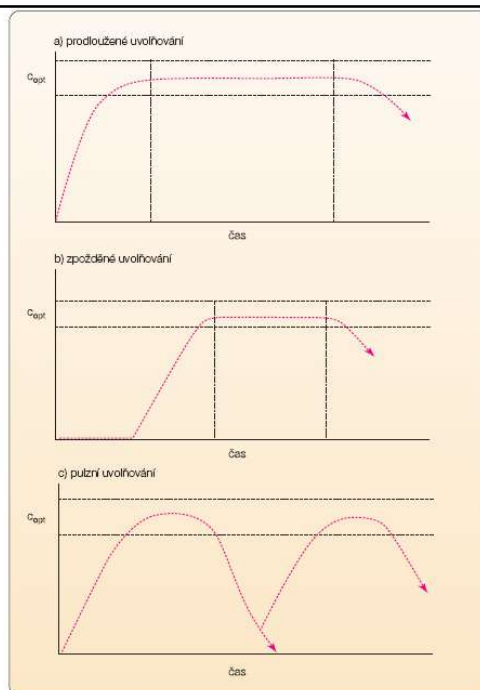 a) prodloužené uvolňování
c_opt
čas
b) zpožděné uvolňování
c_opt
čas
c) pulzní uvolňování
c_opt
čas